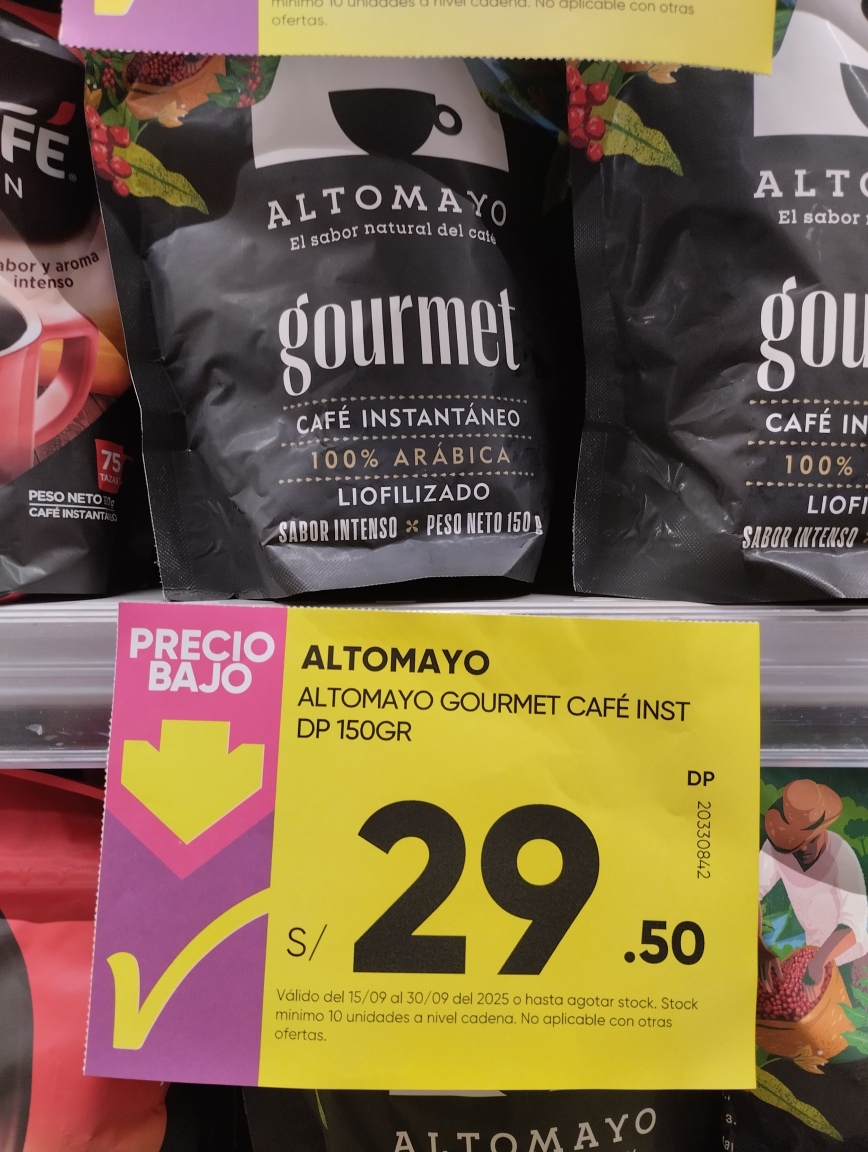 mínimo 10 unidades a nivel cadena. No aplicable con otras
ofertas.
FÉ
N
abor y aroma
intenso
75
TAZAS
PESO NETO
CAFÉ INSTANTÁNEO
ALTOMAYO
El sabor natural del café
gourmet
CAFÉ INSTANTÁNEO
100% ARÁBICA
LIOFILIZADO
SABOR INTENSO PESO NETO 150 g
ALTO
El sabor
gou
CAFÉ IN
100%
LIOFI
SABOR INTENSO
PRECIO
BAJO
ALTOMAYO
ALTOMAYO GOURMET CAFÉ INST
DP 150GR
DP
20330842
S/ 29.50
Válido del 15/09 al 30/09 del 2025 o hasta agotar stock. Stock
mínimo 10 unidades a nivel cadena. No aplicable con otras
ofertas.
ALTOMAYO